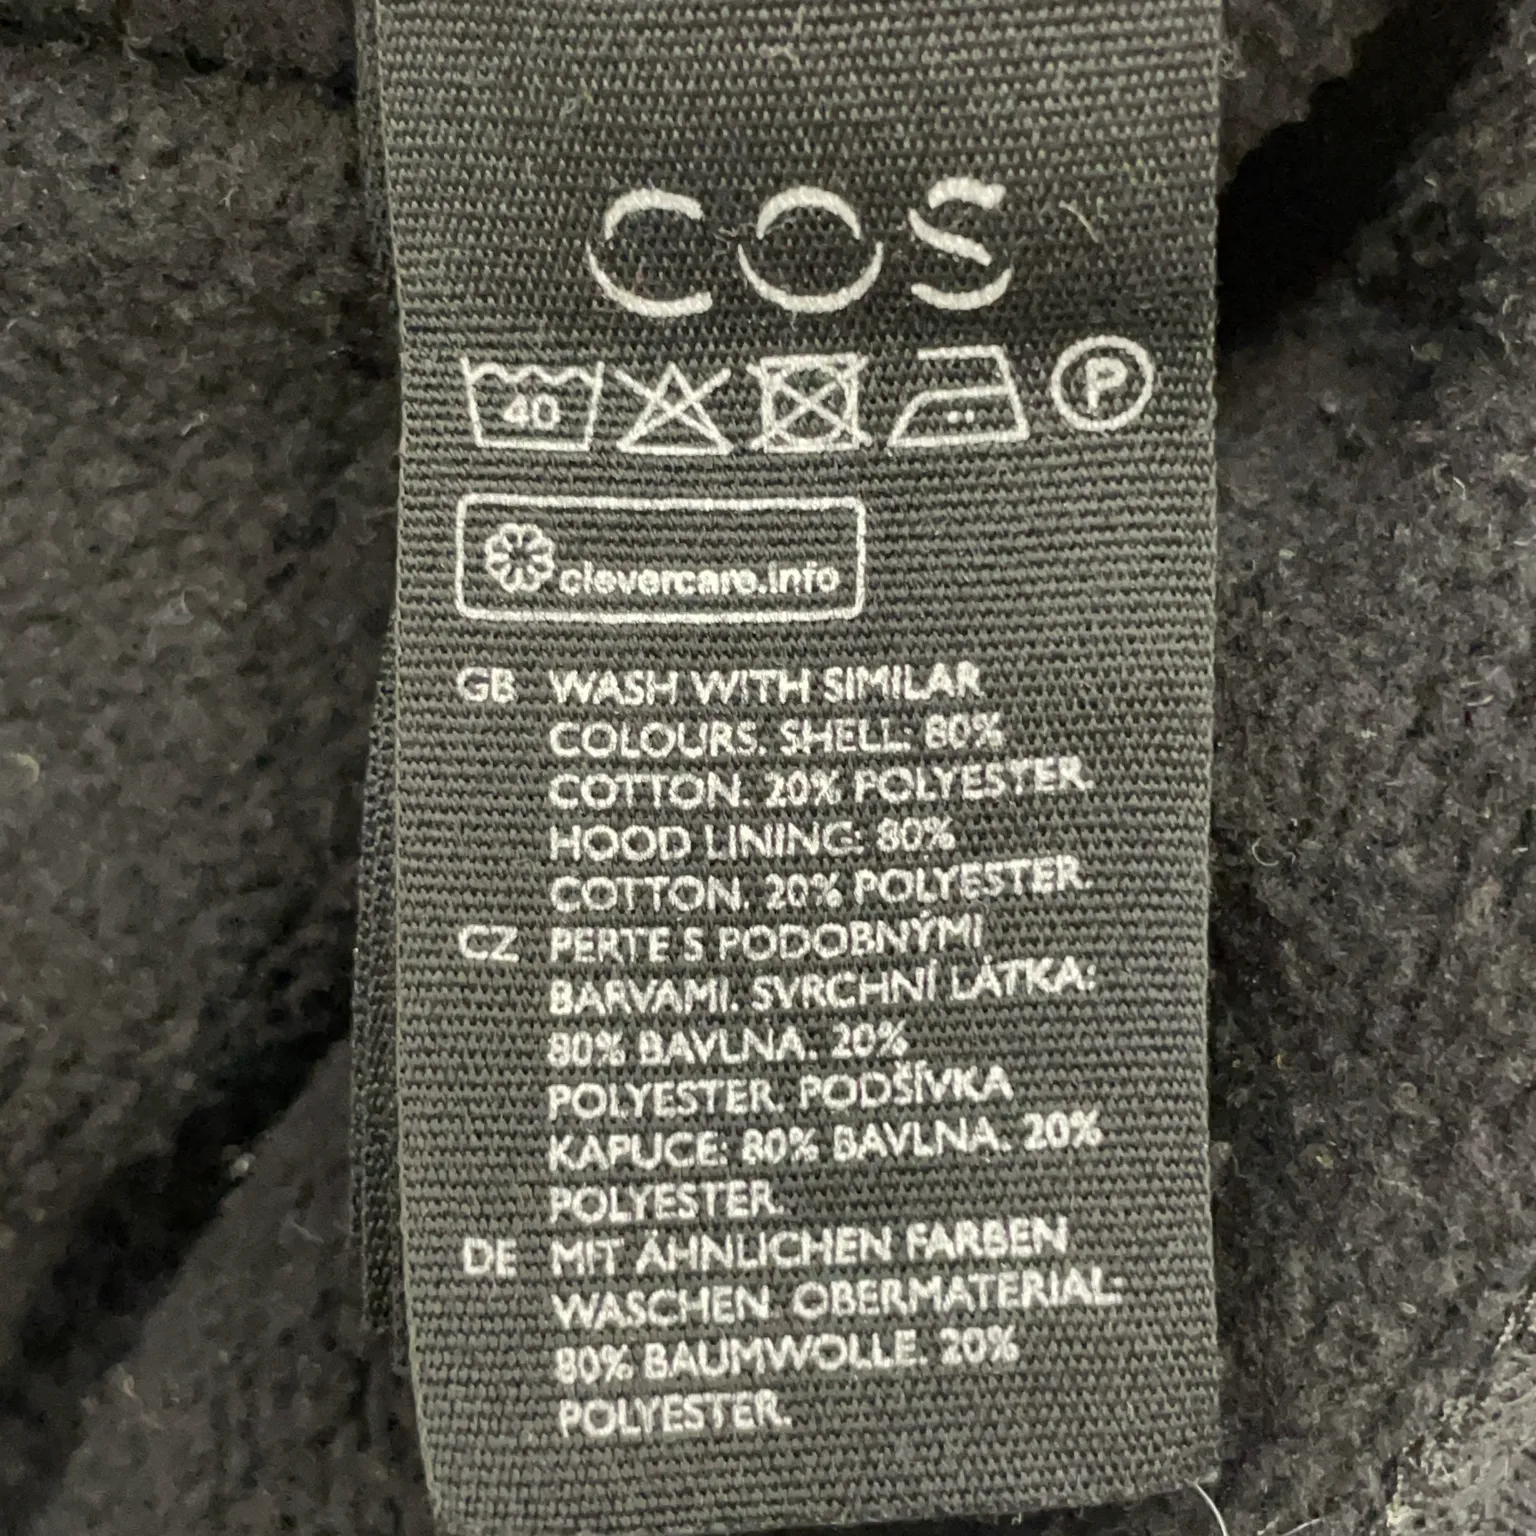 COS
40 P
clevercare.info
GB WASH WITH SIMILAR
COLOURS. SHELL: 80%
COTTON. 20% POLYESTER.
HOOD LINING: 80%
COTTON. 20% POLYESTER.
CZ PERTE S PODOBNÝMI
BARVAMI. SVRCHNÍ LÁTKA:
80% BAVLNA. 20%
POLYESTER. PODŠÍVKA
KAPUCE: 80% BAVLNA. 20%
POLYESTER.
DE MIT ÄHNLICHEN FARBEN
WASCHEN. OBERMATERIAL:
80% BAUMWOLLE. 20%
POLYESTER.